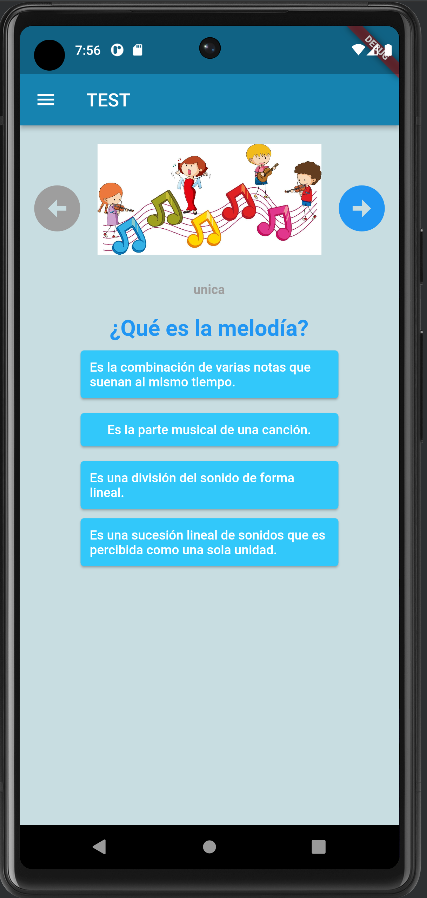 7:56
DEBUG
TEST
unica
¿Qué es la melodía?
Es la combinación de varias notas que
suenan al mismo tiempo.
Es la parte musical de una canción.
Es una división del sonido de forma
lineal.
Es una sucesión lineal de sonidos que es
percibida como una sola unidad.